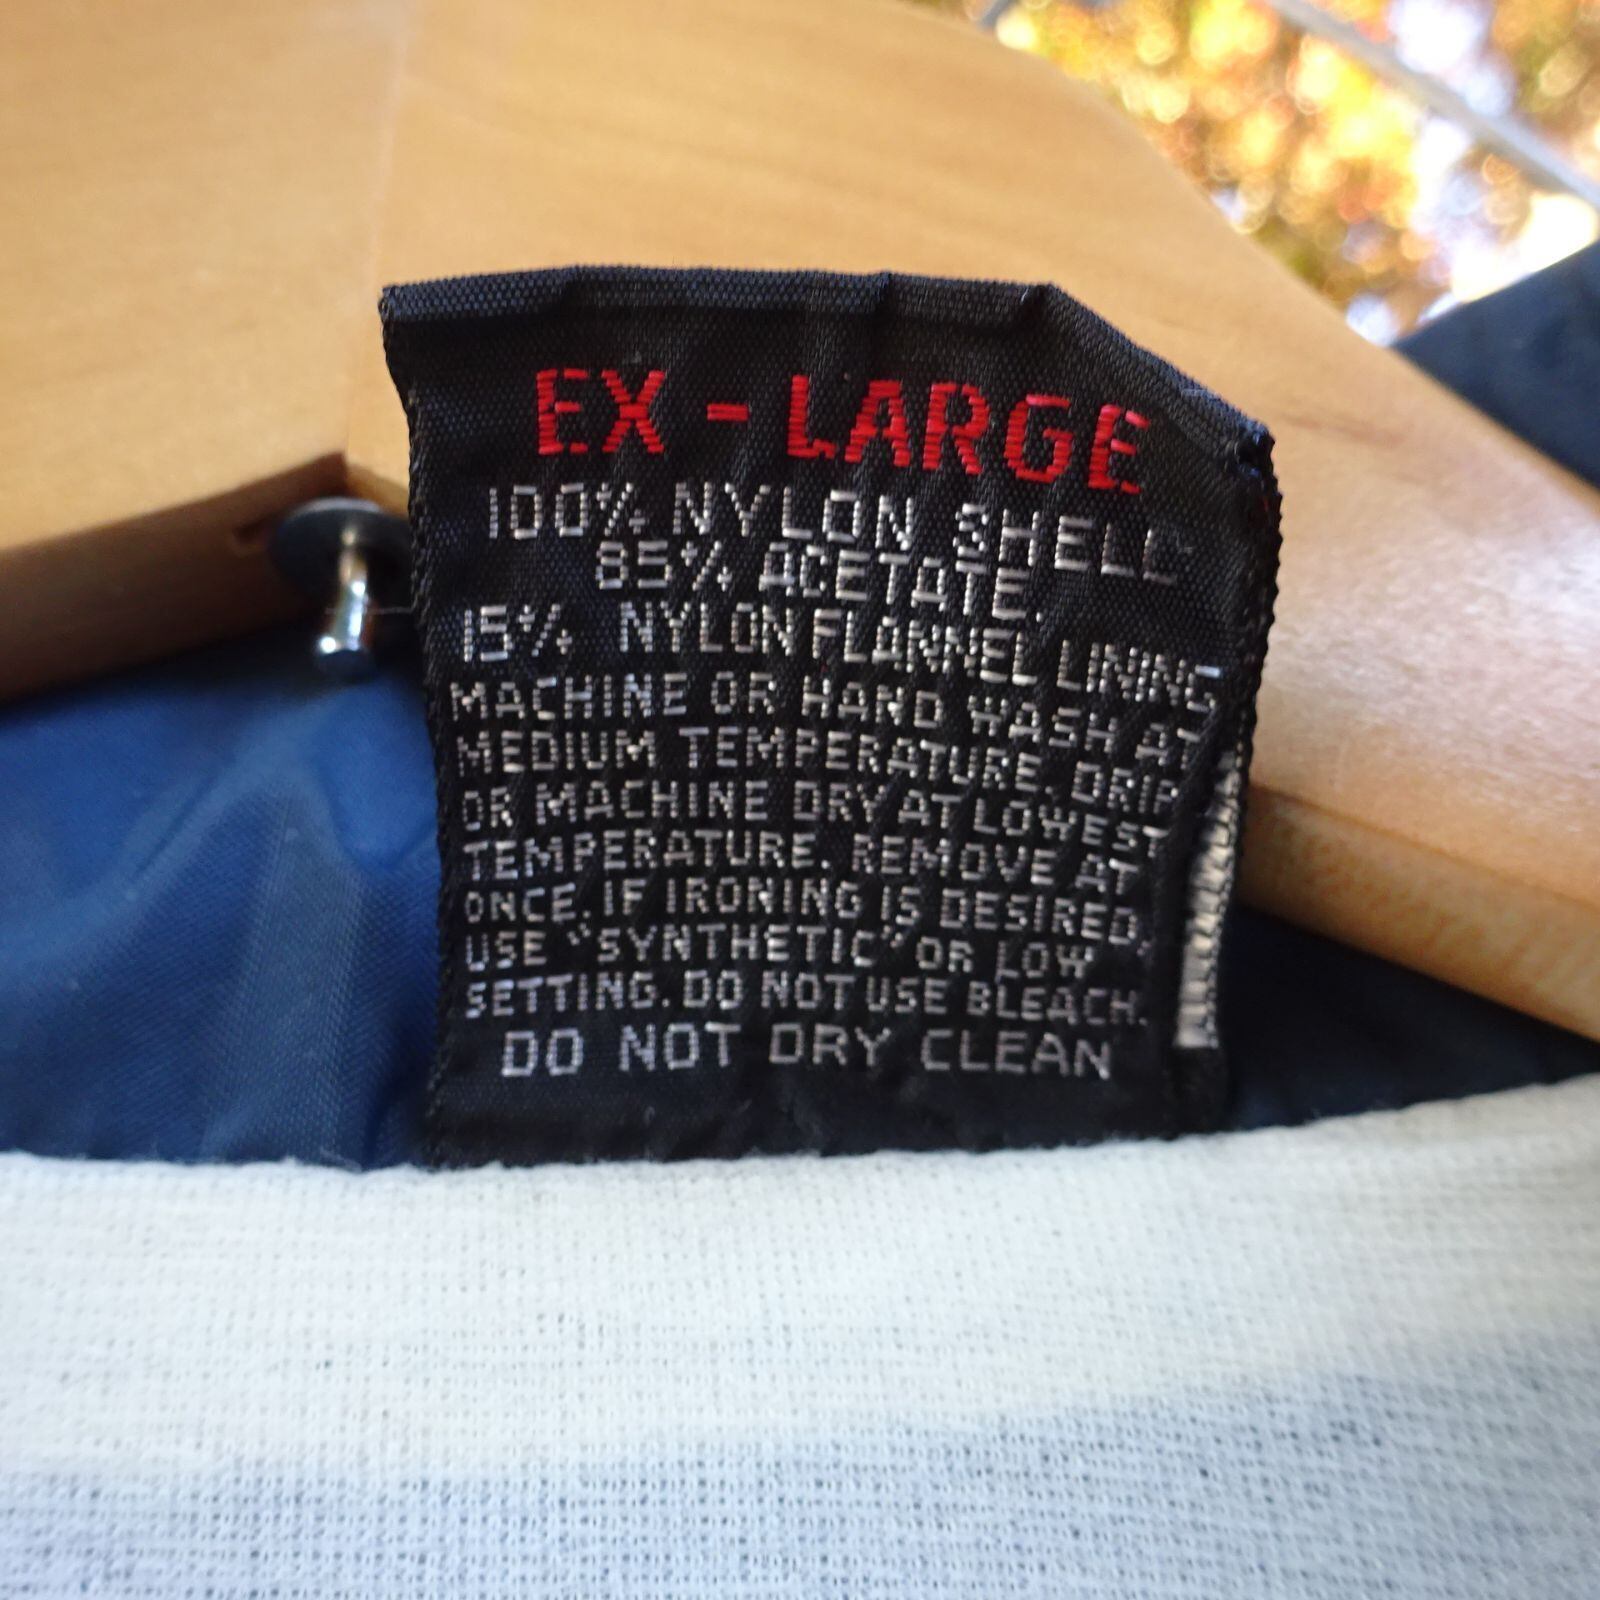 EX - LARGE
100% NYLON SHELL
85% ACETATE.
15% NYLON FLANNEL LINING
MACHINE OR HAND WASH AT
MEDIUM TEMPERATURE. DRIP
OR MACHINE DRY AT LOWEST
TEMPERATURE. REMOVE AT
ONCE. IF IRONING IS DESIRED,
USE "SYNTHETIC" OR LOW
SETTING. DO NOT USE BLEACH.
DO NOT DRY CLEAN